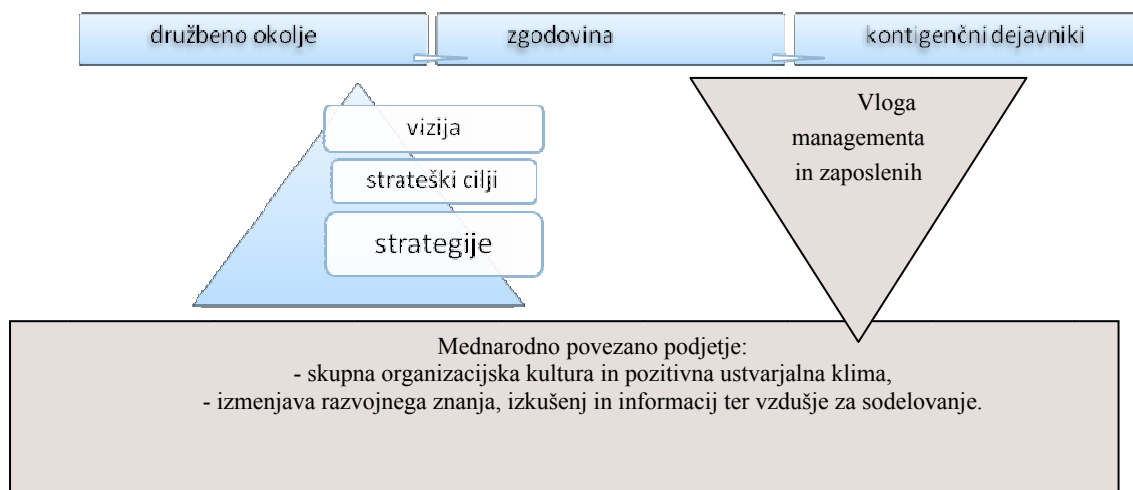 družbeno okolje
zgodovina
kontigenčni dejavniki
vizija
strateški cilji
strategije
Vloga
managementa
in zaposlenih
Mednarodno povezano podjetje:
- skupna organizacijska kultura in pozitivna ustvarjalna klima,
- izmenjava razvojnega znanja, izkušenj in informacij ter vzdušje za sodelovanje.